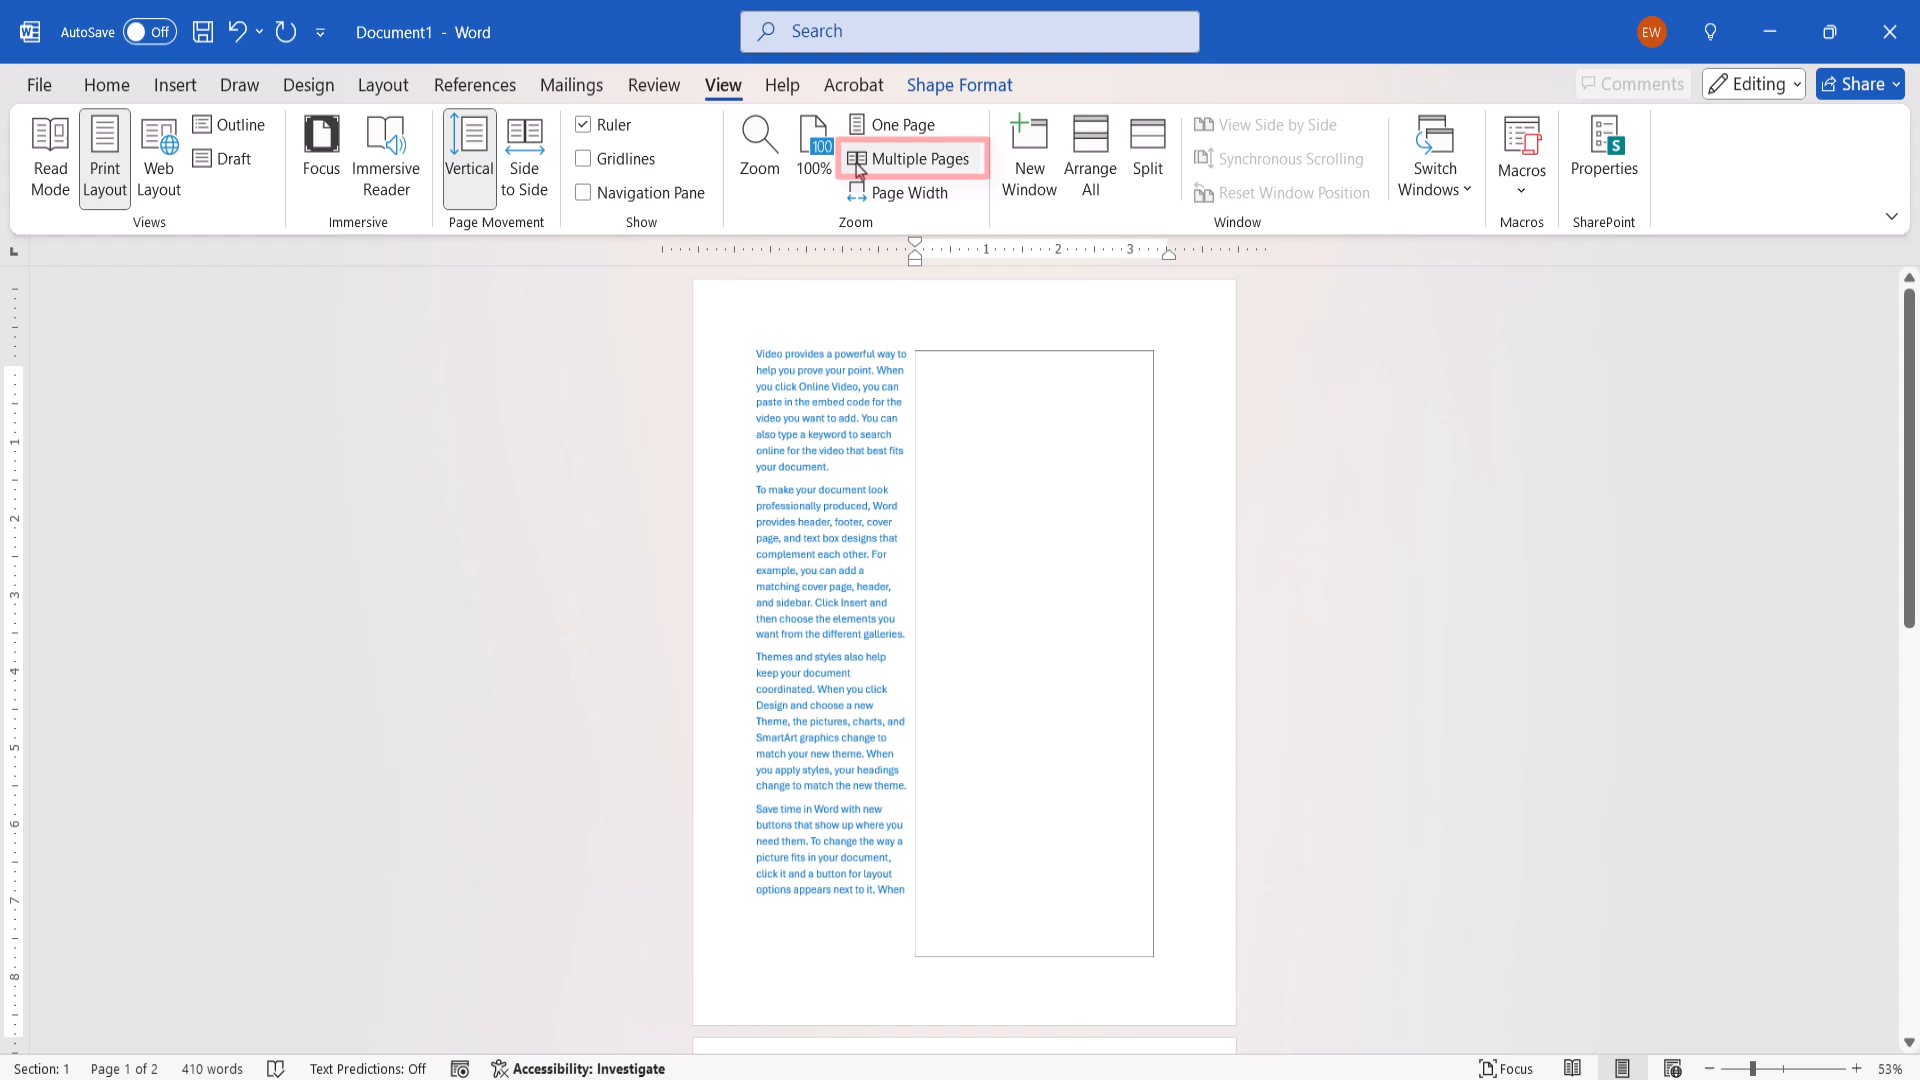 AutoSave Off Document1 - Word Search EW
File Home Insert Draw Design Layout References Mailings Review View Help Acrobat Shape Format Comments Editing Share
Read Mode
Print Layout
Web Layout
Outline
Draft
Views
Focus
Immersive Reader
Immersive
Vertical
Side to Side
Page Movement
Ruler
Gridlines
Navigation Pane
Show
Zoom
100
100%
One Page
Multiple Pages
Page Width
Zoom
New Window
Arrange All
Split
View Side by Side
Synchronous Scrolling
Reset Window Position
Switch Windows
Window
Macros
Macros
S
Properties
SharePoint
1 2 3
1
2
3
4
5
6
7
8
Video provides a powerful way to
help you prove your point. When
you click Online Video, you can
paste in the embed code for the
video you want to add. You can
also type a keyword to search
online for the video that best fits
your document.
To make your document look
professionally produced, Word
provides header, footer, cover
page, and text box designs that
complement each other. For
example, you can add a
matching cover page, header,
and sidebar. Click Insert and
then choose the elements you
want from the different galleries.
Themes and styles also help
keep your document
coordinated. When you click
Design and choose a new
Theme, the pictures, charts, and
SmartArt graphics change to
match your new theme. When
you apply styles, your headings
change to match the new theme.
Save time in Word with new
buttons that show up where you
need them. To change the way a
picture fits in your document,
click it and a button for layout
options appears next to it. When
Section: 1 Page 1 of 2 410 words Text Predictions: Off Accessibility: Investigate Focus 53%